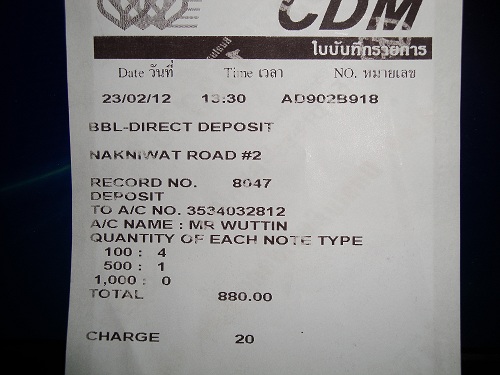 CDM
ใบบันทึกรายการ
Date วันที่ Time เวลา NO. หมายเลข
23/02/12 13:30 AD902B918
BBL-DIRECT DEPOSIT
NAKNIWAT ROAD #2
RECORD NO. 8047
DEPOSIT
TO A/C NO. 3534032812
A/C NAME : MR WUTTIN
QUANTITY OF EACH NOTE TYPE
100 : 4
500 : 1
1,000 : 0
TOTAL 880.00
CHARGE 20